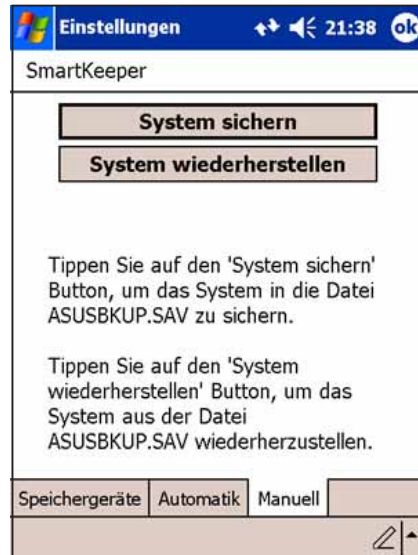 Einstellungen 21:38 ok
SmartKeeper
System sichern
System wiederherstellen
Tippen Sie auf den 'System sichern'
Button, um das System in die Datei
ASUSBKUP.SAV zu sichern.
Tippen Sie auf den 'System
wiederherstellen' Button, um das
System aus der Datei
ASUSBKUP.SAV wiederherzustellen.
Speichergeräte Automatik Manuell